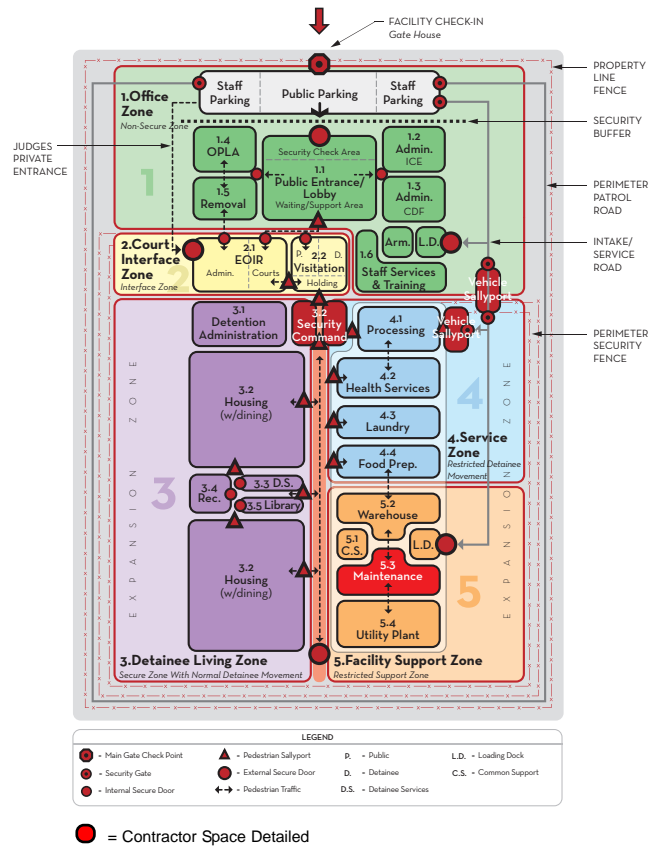 FACILITY CHECK-IN
Gate House
PROPERTY
LINE
FENCE
SECURITY
BUFFER
PERIMETER
PATROL
ROAD
INTAKE/
SERVICE
ROAD
PERIMETER
SECURITY
FENCE
JUDGES
PRIVATE
ENTRANCE
1.Office
Zone
Non-Secure Zone
1
Staff
Parking
Public Parking
Staff
Parking
1.4
OPLA
1.5
Removal
Security Check Area
1.1
Public Entrance/
Lobby
Waiting/Support Area
1.2
Admin.
ICE
1.3
Admin.
CDF
1.6
Arm.
L.D.
Staff Services
& Training
2.Court
Interface
Zone
Interface Zone
2
2.1
EOIR
Admin.
Courts
P.
D.
2.2
Visitation
Holding
Vehicle
Sallyport
Vehicle
Sallyport
3.1
Detention
Administration
3.2
Security
Command
3.2
Housing
(w/dining)
3.4
Rec.
3.3 D.S.
3.5 Library
3.2
Housing
(w/dining)
3
EXPANSION ZONE
3.Detainee Living Zone
Secure Zone With Normal Detainee Movement
4.1
Processing
4.2
Health Services
4.3
Laundry
4.4
Food Prep.
4
4.Service
Zone
Restricted Detainee
Movement
EXPANSION ZONE
5.2
Warehouse
5.1
C.S.
L.D.
5.3
Maintenance
5.4
Utility Plant
5
5.Facility Support Zone
Restricted Support Zone
LEGEND
- Main Gate Check Point
- Security Gate
- Internal Secure Door
- Pedestrian Sallyport
- External Secure Door
- Pedestrian Traffic
P. - Public
D. - Detainee
D.S. - Detainee Services
L.D. - Loading Dock
C.S. - Common Support
= Contractor Space Detailed